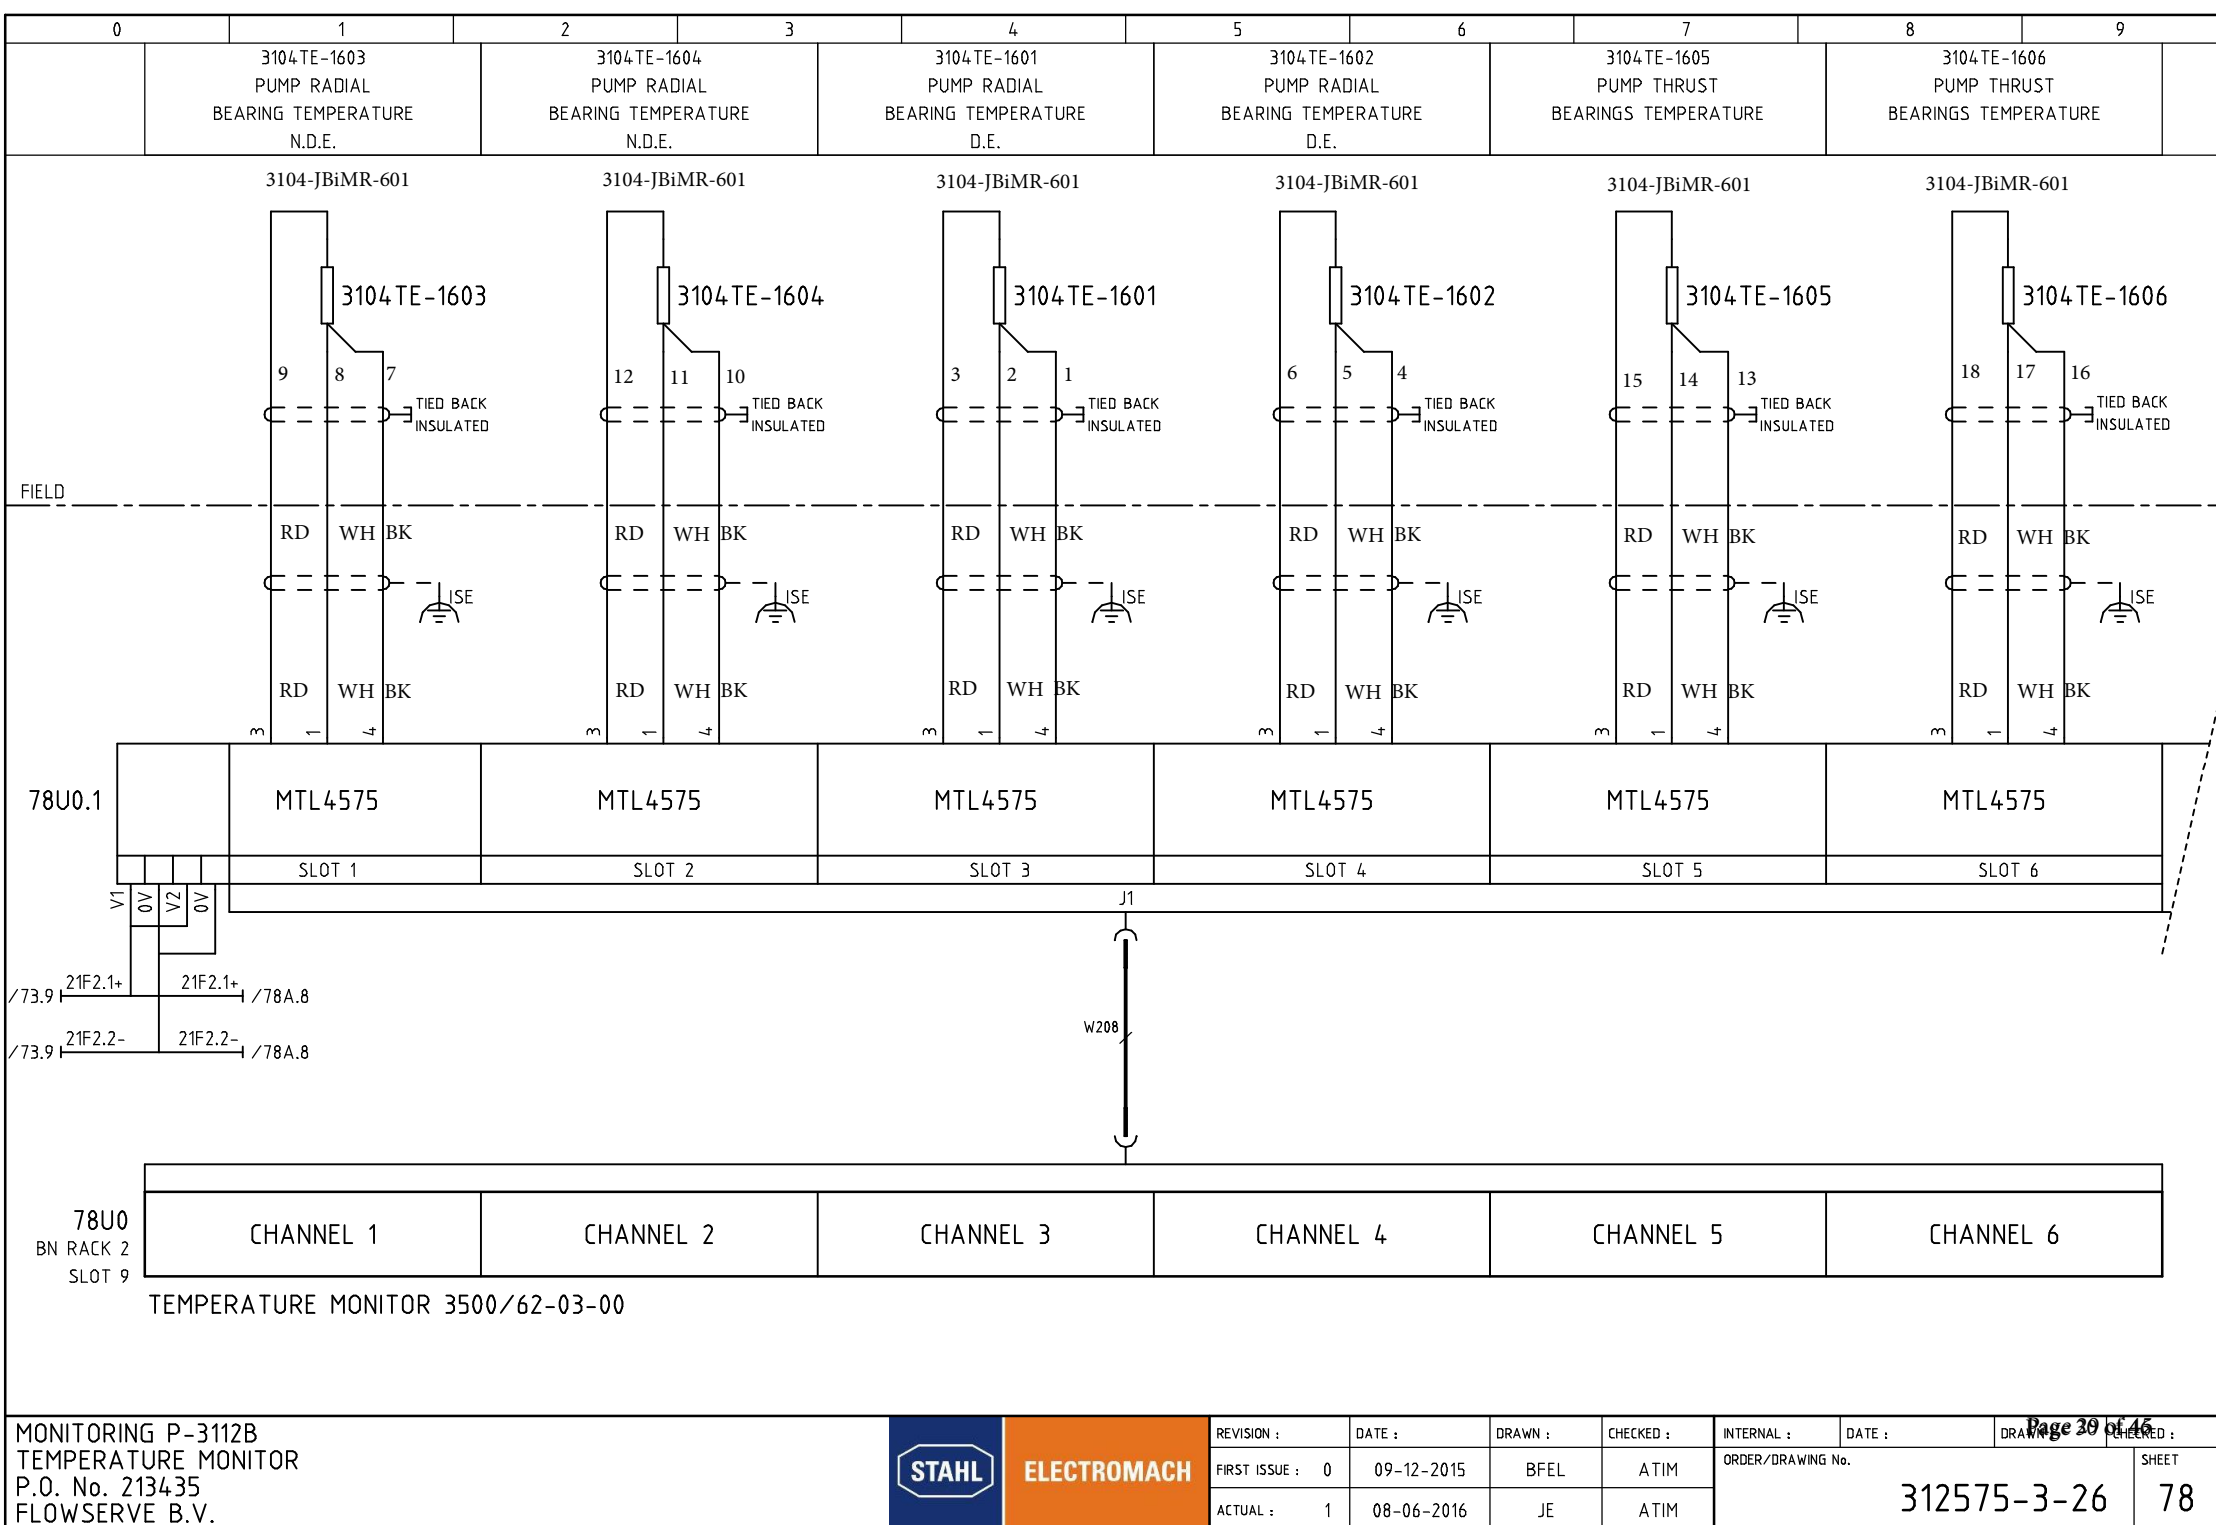 0 1 2 3 4 5 6 7 8 9
3104TE-1603 3104TE-1604 3104TE-1601 3104TE-1602 3104TE-1605 3104TE-1606
PUMP RADIAL PUMP RADIAL PUMP RADIAL PUMP RADIAL PUMP THRUST PUMP THRUST
BEARING TEMPERATURE BEARING TEMPERATURE BEARING TEMPERATURE BEARING TEMPERATURE BEARINGS TEMPERATURE BEARINGS TEMPERATURE
N.D.E. N.D.E. D.E. D.E.
3104-JBiMR-601 3104-JBiMR-601 3104-JBiMR-601 3104-JBiMR-601 3104-JBiMR-601 3104-JBiMR-601
3104TE-1603 3104TE-1604 3104TE-1601 3104TE-1602 3104TE-1605 3104TE-1606
9 8 7 12 11 10 3 2 1 6 5 4 15 14 13 18 17 16
TIED BACK TIED BACK TIED BACK TIED BACK TIED BACK TIED BACK
INSULATED INSULATED INSULATED INSULATED INSULATED INSULATED
FIELD
RD WH BK RD WH BK RD WH BK RD WH BK RD WH BK RD WH BK
ISE ISE ISE ISE ISE ISE
RD WH BK RD WH BK RD WH BK RD WH BK RD WH BK RD WH BK
3 1 4 3 1 4 3 1 4 3 1 4 3 1 4 3 1 4
78U0.1 MTL4575 MTL4575 MTL4575 MTL4575 MTL4575 MTL4575
SLOT 1 SLOT 2 SLOT 3 SLOT 4 SLOT 5 SLOT 6
V1 0V V2 0V J1
/73.9 21F2.1+ 21F2.1+ /78A.8
W208
/73.9 21F2.2- 21F2.2- /78A.8
78U0 CHANNEL 1 CHANNEL 2 CHANNEL 3 CHANNEL 4 CHANNEL 5 CHANNEL 6
BN RACK 2
SLOT 9
TEMPERATURE MONITOR 3500/62-03-00
MONITORING P-3112B
TEMPERATURE MONITOR
P.O. No. 213435
FLOWSERVE B.V.
STAHL ELECTROMACH
REVISION : DATE : DRAWN : CHECKED : INTERNAL : DATE : DRAWN : CHECKED :
Page of
FIRST ISSUE : 0 09-12-2015 BFEL ATIM ORDER/DRAWING No. SHEET
ACTUAL : 1 08-06-2016 JE ATIM 312575-3-26 78